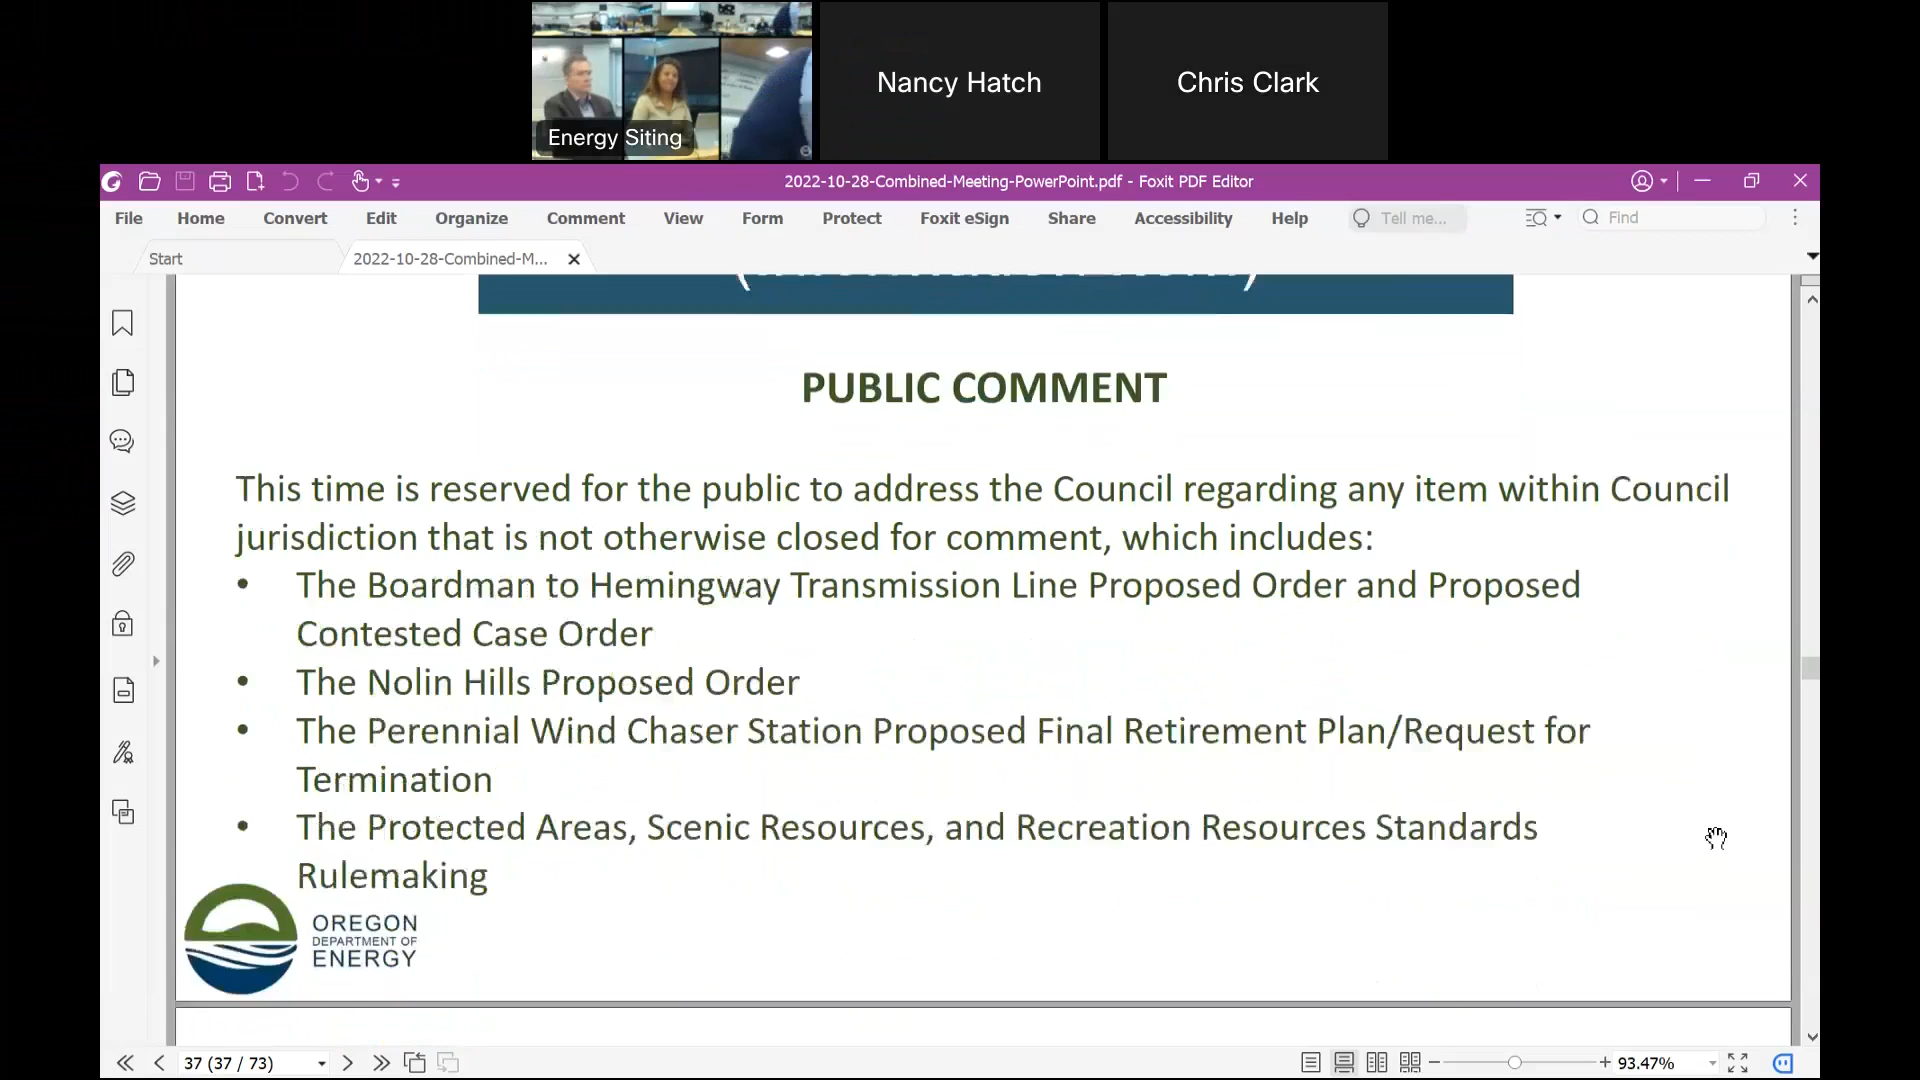 Nancy Hatch
Chris Clark
Energy Siting
2022-10-28-Combined-Meeting-PowerPoint.pdf - Foxit PDF Editor
File Home Convert Edit Organize Comment View Form Protect Foxit eSign Share Accessibility Help Tell me... Find
Start 2022-10-28-Combined-M...
PUBLIC COMMENT
This time is reserved for the public to address the Council regarding any item within Council
jurisdiction that is not otherwise closed for comment, which includes:
• The Boardman to Hemingway Transmission Line Proposed Order and Proposed
Contested Case Order
• The Nolin Hills Proposed Order
• The Perennial Wind Chaser Station Proposed Final Retirement Plan/Request for
Termination
• The Protected Areas, Scenic Resources, and Recreation Resources Standards
Rulemaking
OREGON
DEPARTMENT OF
ENERGY
37 (37 / 73) 93.47%